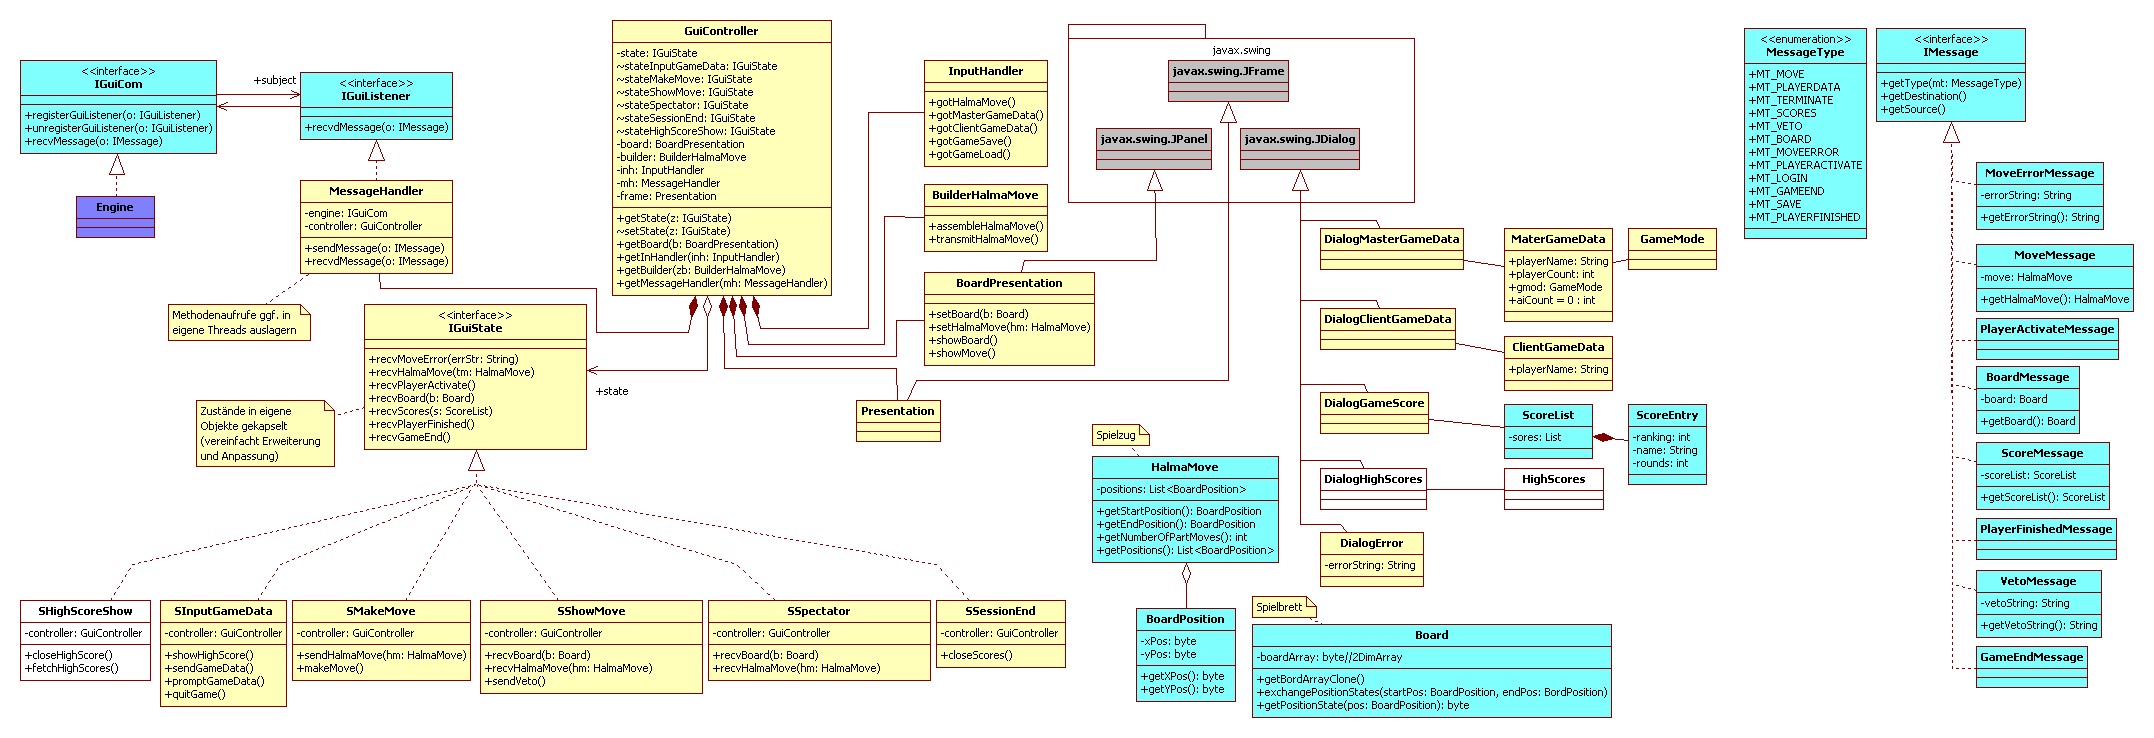 <<interface>>
IGuiCom
+registerGuiListener(o: IGuiListener)
+unregisterGuiListener(o: IGuiListener)
+recvMessage(o: IMessage)
+subject
<<interface>>
IGuiListener
+recvdMessage(o: IMessage)
Engine
MessageHandler
-engine: IGuiCom
-controller: GuiController
+sendMessage(o: IMessage)
+recvdMessage(o: IMessage)
Methodenaufrufe ggf. in
eigene Threads auslagern
GuiController
-state: IGuiState
~stateInputGameData: IGuiState
~stateMakeMove: IGuiState
~stateShowMove: IGuiState
~stateSpectator: IGuiState
~stateSessionEnd: IGuiState
~stateHighScoreShow: IGuiState
-board: BoardPresentation
-builder: BuilderHalmaMove
-inh: InputHandler
-mh: MessageHandler
-frame: Presentation
+getState(z: IGuiState)
~setState(z: IGuiState)
+getBoard(b: BoardPresentation)
+getInHandler(inh: InputHandler)
+getBuilder(zb: BuilderHalmaMove)
+getMessageHandler(mh: MessageHandler)
<<interface>>
IGuiState
+recvMoveError(errStr: String)
+recvHalmaMove(tm: HalmaMove)
+recvPlayerActivate()
+recvBoard(b: Board)
+recvScores(s: ScoreList)
+recvPlayerFinished()
+recvGameEnd()
+state
Zustände in eigene
Objekte gekapselt
(vereinfacht Erweiterung
und Anpassung)
SHighScoreShow
-controller: GuiController
+closeHighScore()
+fetchHighScores()
SInputGameData
-controller: GuiController
+showHighScore()
+sendGameData()
+promptGameData()
+quitGame()
SMakeMove
-controller: GuiController
+sendHalmaMove(hm: HalmaMove)
+makeMove()
SShowMove
-controller: GuiController
+recvBoard(b: Board)
+recvHalmaMove(hm: HalmaMove)
+sendVeto()
SSpectator
-controller: GuiController
+recvBoard(b: Board)
+recvHalmaMove(hm: HalmaMove)
SSessionEnd
-controller: GuiController
+closeScores()
InputHandler
+gotHalmaMove()
+gotMasterGameData()
+gotClientGameData()
+gotGameSave()
+gotGameLoad()
BuilderHalmaMove
+assembleHalmaMove()
+transmitHalmaMove()
BoardPresentation
+setBoard(b: Board)
+setHalmaMove(hm: HalmaMove)
+showBoard()
+showMove()
Presentation
javax.swing
javax.swing.JFrame
javax.swing.JPanel
javax.swing.JDialog
DialogMasterGameData
MaterGameData
+playerName: String
+playerCount: int
+gmod: GameMode
+aiCount = 0 : int
GameMode
DialogClientGameData
ClientGameData
+playerName: String
DialogGameScore
ScoreList
-sores: List
ScoreEntry
-ranking: int
-name: String
-rounds: int
DialogHighScores
HighScores
DialogError
-errorString: String
Spielzug
HalmaMove
-positions: List<BoardPosition>
+getStartPosition(): BoardPosition
+getEndPosition(): BoardPosition
+getNumberOfPartMoves(): int
+getPositions(): List<BoardPosition>
BoardPosition
-xPos: byte
-yPos: byte
+getXPos(): byte
+getYPos(): byte
Spielbrett
Board
-boardArray: byte//2DimArray
+getBordArrayClone()
+exchangePositionStates(startPos: BoardPosition, endPos: BordPosition)
+getPositionState(pos: BoardPosition): byte
<<enumeration>>
MessageType
+MT_MOVE
+MT_PLAYERDATA
+MT_TERMINATE
+MT_SCORES
+MT_VETO
+MT_BOARD
+MT_MOVEERROR
+MT_PLAYERACTIVATE
+MT_LOGIN
+MT_GAMEEND
+MT_SAVE
+MT_PLAYERFINISHED
<<interface>>
IMessage
+getType(mt: MessageType)
+getDestination()
+getSource()
MoveErrorMessage
-errorString: String
+getErrorString(): String
MoveMessage
-move: HalmaMove
+getHalmaMove(): HalmaMove
PlayerActivateMessage
BoardMessage
-board: Board
+getBoard(): Board
ScoreMessage
-scoreList: ScoreList
+getScoreList(): ScoreList
PlayerFinishedMessage
VetoMessage
-vetoString: String
+getVetoString(): String
GameEndMessage